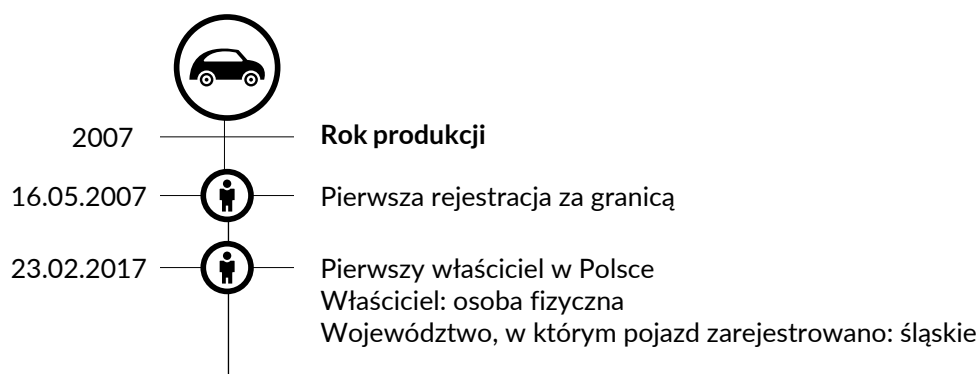 2007 Rok produkcji
16.05.2007 Pierwsza rejestracja za granicą
23.02.2017 Pierwszy właściciel w Polsce
Właściciel: osoba fizyczna
Województwo, w którym pojazd zarejestrowano: śląskie